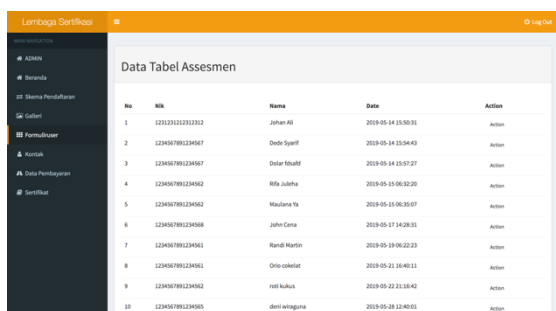 Lembaga Sertifkasi
Log Out
MAIN NAVIGATION
ADMIN
Beranda
Skema Pendaftaran
Galleri
Formuliruser
Kontak
Data Pembayaran
Sertifikat
Data Tabel Assesmen
No Nik Nama Date Action
1 1231231212312312 Johan Ali 2019-05-14 15:50:31 Action
2 1234567891234567 Dede Syarif 2019-05-14 15:54:43 Action
3 1234567891234567 Dolar fdsafd 2019-05-14 15:57:27 Action
4 1234567891234562 Rifa Juleha 2019-05-15 06:32:20 Action
5 1234567891234562 Maulana Ya 2019-05-15 06:35:07 Action
6 1234567891234568 John Cena 2019-05-17 14:28:31 Action
7 1234567891234561 Randi Martin 2019-05-19 06:22:23 Action
8 1234567891234561 Orio cokelat 2019-05-21 16:40:11 Action
9 1234567891234562 roti kukus 2019-05-22 21:16:42 Action
10 1234567891234565 deni wiraguna 2019-05-28 12:40:01 Action